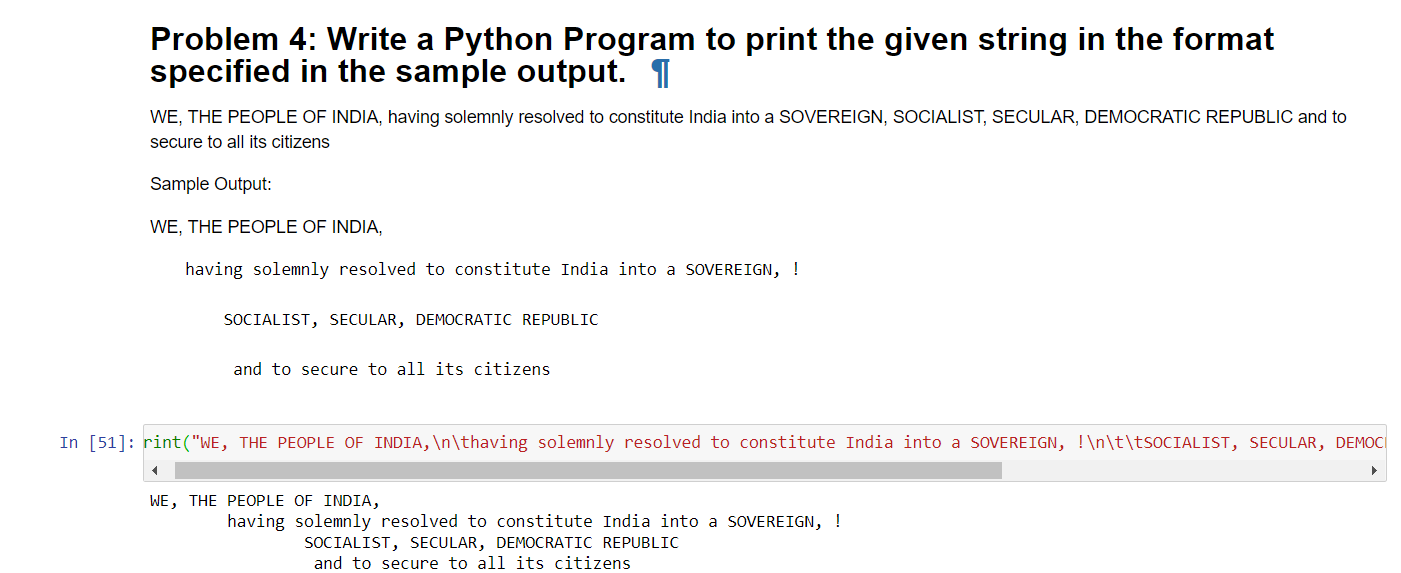 Problem 4: Write a Python Program to print the given string in the format
specified in the sample output. ¶
WE, THE PEOPLE OF INDIA, having solemnly resolved to constitute India into a SOVEREIGN, SOCIALIST, SECULAR, DEMOCRATIC REPUBLIC and to
secure to all its citizens
Sample Output:
WE, THE PEOPLE OF INDIA,
having solemnly resolved to constitute India into a SOVEREIGN, !
SOCIALIST, SECULAR, DEMOCRATIC REPUBLIC
and to secure to all its citizens
In [51]: rint("WE, THE PEOPLE OF INDIA,\n\thaving solemnly resolved to constitute India into a SOVEREIGN, !\n\t\tSOCIALIST, SECULAR, DEMOC
WE, THE PEOPLE OF INDIA,
having solemnly resolved to constitute India into a SOVEREIGN, !
SOCIALIST, SECULAR, DEMOCRATIC REPUBLIC
and to secure to all its citizens